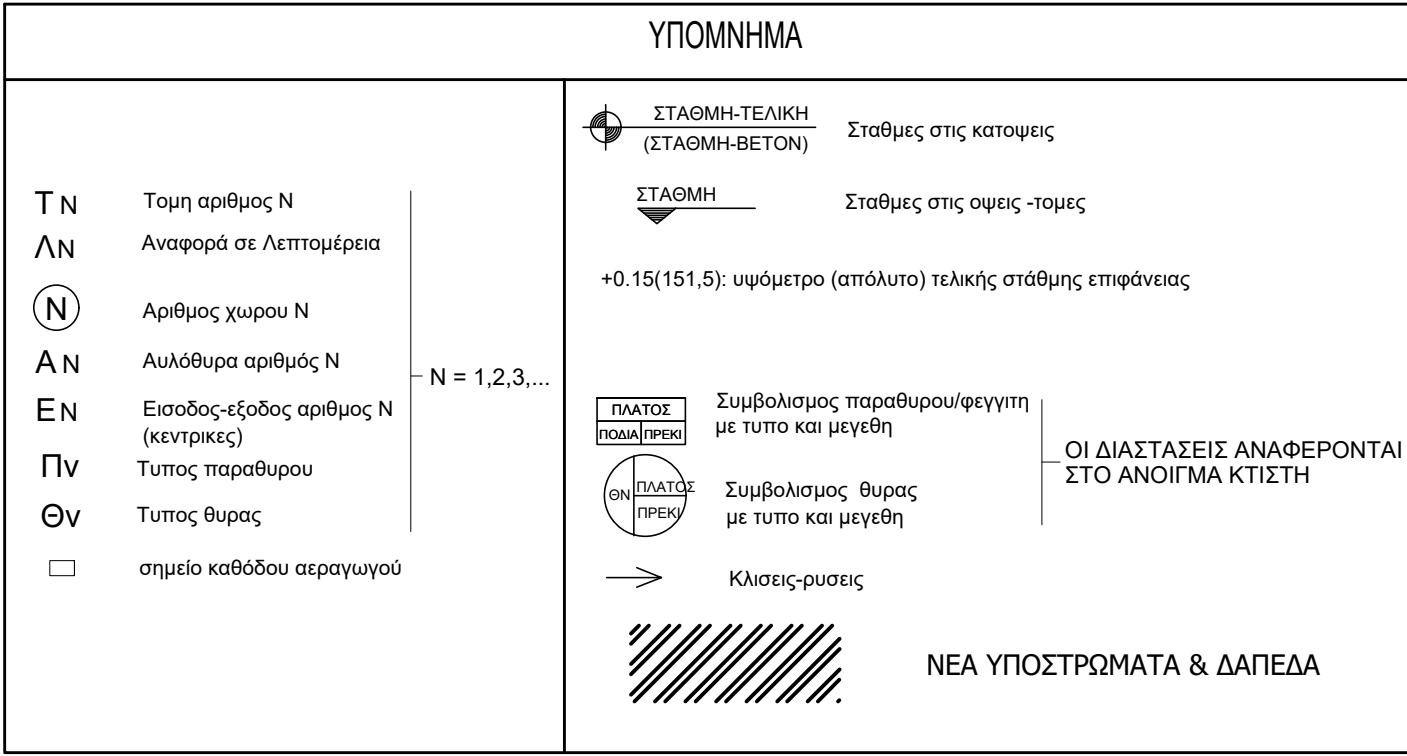 ΥΠΟΜΝΗΜΑ
Τ Ν Τομη αριθμος Ν
ΛΝ Αναφορά σε Λεπτομέρεια
Ν Αριθμος χωρου Ν
Α Ν Αυλόθυρα αριθμός Ν
Ε Ν Εισοδος-εξοδος αριθμος Ν
(κεντρικες)
Πν Τυπος παραθυρου
Θν Τυπος θυρας
Ν = 1,2,3,...
σημείο καθόδου αεραγωγού
ΣΤΑΘΜΗ-ΤΕΛΙΚΗ
(ΣΤΑΘΜΗ-ΒΕΤΟΝ)
Σταθμες στις κατοψεις
ΣΤΑΘΜΗ
Σταθμες στις οψεις -τομες
+0.15(151,5): υψόμετρο (απόλυτο) τελικής στάθμης επιφάνειας
ΠΛΑΤΟΣ
ΠΟΔΙΑ ΠΡΕΚΙ
Συμβολισμος παραθυρου/φεγγιτη
με τυπο και μεγεθη
ΘΝ ΠΛΑΤΟΣ
ΠΡΕΚΙ
Συμβολισμος θυρας
με τυπο και μεγεθη
ΟΙ ΔΙΑΣΤΑΣΕΙΣ ΑΝΑΦΕΡΟΝΤΑΙ
ΣΤΟ ΑΝΟΙΓΜΑ ΚΤΙΣΤΗ
Κλισεις-ρυσεις
ΝΕΑ ΥΠΟΣΤΡΩΜΑΤΑ & ΔΑΠΕΔΑ